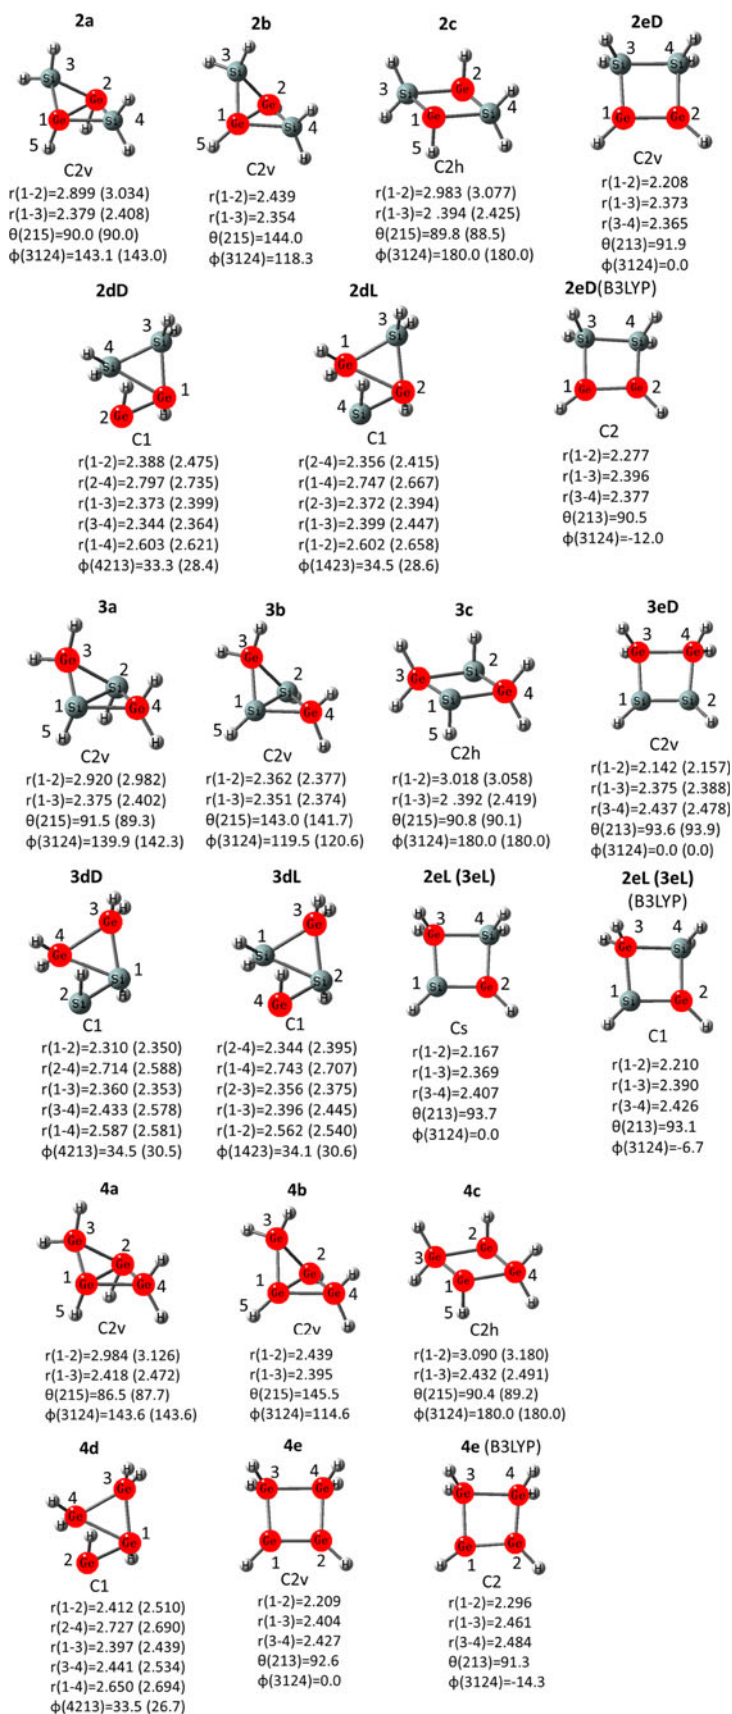 2a
2b
2c
2eD
C2v
C2v
C2h
C2v
r(1-2)=2.899 (3.034)
r(1-3)=2.379 (2.408)
θ(215)=90.0 (90.0)
ϕ(3124)=143.1 (143.0)
r(1-2)=2.439
r(1-3)=2.354
θ(215)=144.0
ϕ(3124)=118.3
r(1-2)=2.983 (3.077)
r(1-3)=2 .394 (2.425)
θ(215)=89.8 (88.5)
ϕ(3124)=180.0 (180.0)
r(1-2)=2.208
r(1-3)=2.373
r(3-4)=2.365
θ(213)=91.9
ϕ(3124)=0.0
2dD
2dL
2eD(B3LYP)
C1
C1
C2
r(1-2)=2.388 (2.475)
r(2-4)=2.797 (2.735)
r(1-3)=2.373 (2.399)
r(3-4)=2.344 (2.364)
r(1-4)=2.603 (2.621)
ϕ(4213)=33.3 (28.4)
r(2-4)=2.356 (2.415)
r(1-4)=2.747 (2.667)
r(2-3)=2.372 (2.394)
r(1-3)=2.399 (2.447)
r(1-2)=2.602 (2.658)
ϕ(1423)=34.5 (28.6)
r(1-2)=2.277
r(1-3)=2.396
r(3-4)=2.377
θ(213)=90.5
ϕ(3124)=-12.0
3a
3b
3c
3eD
C2v
C2v
C2h
C2v
r(1-2)=2.920 (2.982)
r(1-3)=2.375 (2.402)
θ(215)=91.5 (89.3)
ϕ(3124)=139.9 (142.3)
r(1-2)=2.362 (2.377)
r(1-3)=2.351 (2.374)
θ(215)=143.0 (141.7)
ϕ(3124)=119.5 (120.6)
r(1-2)=3.018 (3.058)
r(1-3)=2 .392 (2.419)
θ(215)=90.8 (90.1)
ϕ(3124)=180.0 (180.0)
r(1-2)=2.142 (2.157)
r(1-3)=2.375 (2.388)
r(3-4)=2.437 (2.478)
θ(213)=93.6 (93.9)
ϕ(3124)=0.0 (0.0)
3dD
3dL
2eL (3eL)
2eL (3eL)
(B3LYP)
C1
C1
Cs
C1
r(1-2)=2.310 (2.350)
r(2-4)=2.714 (2.588)
r(1-3)=2.360 (2.353)
r(3-4)=2.433 (2.578)
r(1-4)=2.587 (2.581)
ϕ(4213)=34.5 (30.5)
r(2-4)=2.344 (2.395)
r(1-4)=2.743 (2.707)
r(2-3)=2.356 (2.375)
r(1-3)=2.396 (2.445)
r(1-2)=2.562 (2.540)
ϕ(1423)=34.1 (30.6)
r(1-2)=2.167
r(1-3)=2.369
r(3-4)=2.407
θ(213)=93.7
ϕ(3124)=0.0
r(1-2)=2.210
r(1-3)=2.390
r(3-4)=2.426
θ(213)=93.1
ϕ(3124)=-6.7
4a
4b
4c
C2v
C2v
C2h
r(1-2)=2.984 (3.126)
r(1-3)=2.418 (2.472)
θ(215)=86.5 (87.7)
ϕ(3124)=143.6 (143.6)
r(1-2)=2.439
r(1-3)=2.395
θ(215)=145.5
ϕ(3124)=114.6
r(1-2)=3.090 (3.180)
r(1-3)=2.432 (2.491)
θ(215)=90.4 (89.2)
ϕ(3124)=180.0 (180.0)
4d
4e
4e (B3LYP)
C1
C2v
C2
r(1-2)=2.412 (2.510)
r(2-4)=2.727 (2.690)
r(1-3)=2.397 (2.439)
r(3-4)=2.441 (2.534)
r(1-4)=2.650 (2.694)
ϕ(4213)=33.5 (26.7)
r(1-2)=2.209
r(1-3)=2.404
r(3-4)=2.427
θ(213)=92.6
ϕ(3124)=0.0
r(1-2)=2.296
r(1-3)=2.461
r(3-4)=2.484
θ(213)=91.3
ϕ(3124)=-14.3